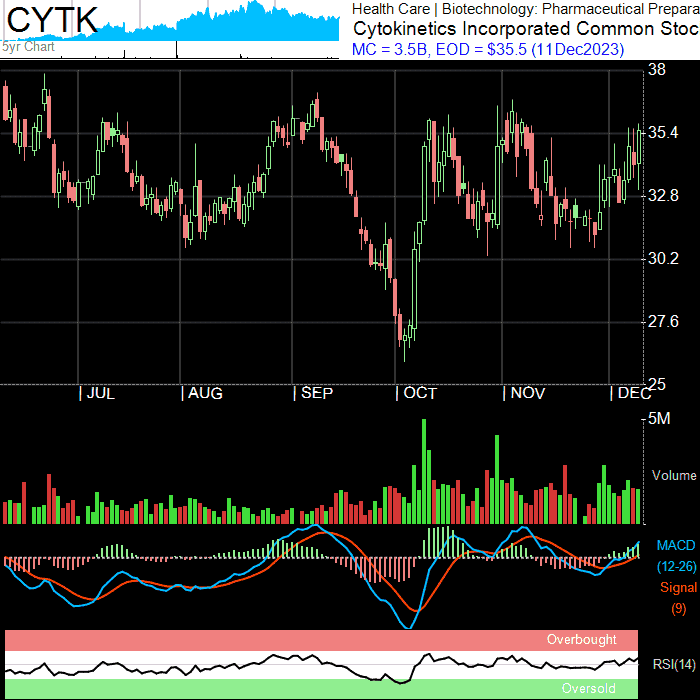 CYTK
5yr Chart
Health Care | Biotechnology: Pharmaceutical Prepara
Cytokinetics Incorporated Common Stoc
MC = 3.5B, EOD = $35.5 (11Dec2023)
38
35.4
32.8
30.2
27.6
25
| JUL | AUG | SEP | OCT | NOV | DEC
5M
Volume
MACD
(12-26)
Signal
(9)
Overbought
RSI(14)
Oversold